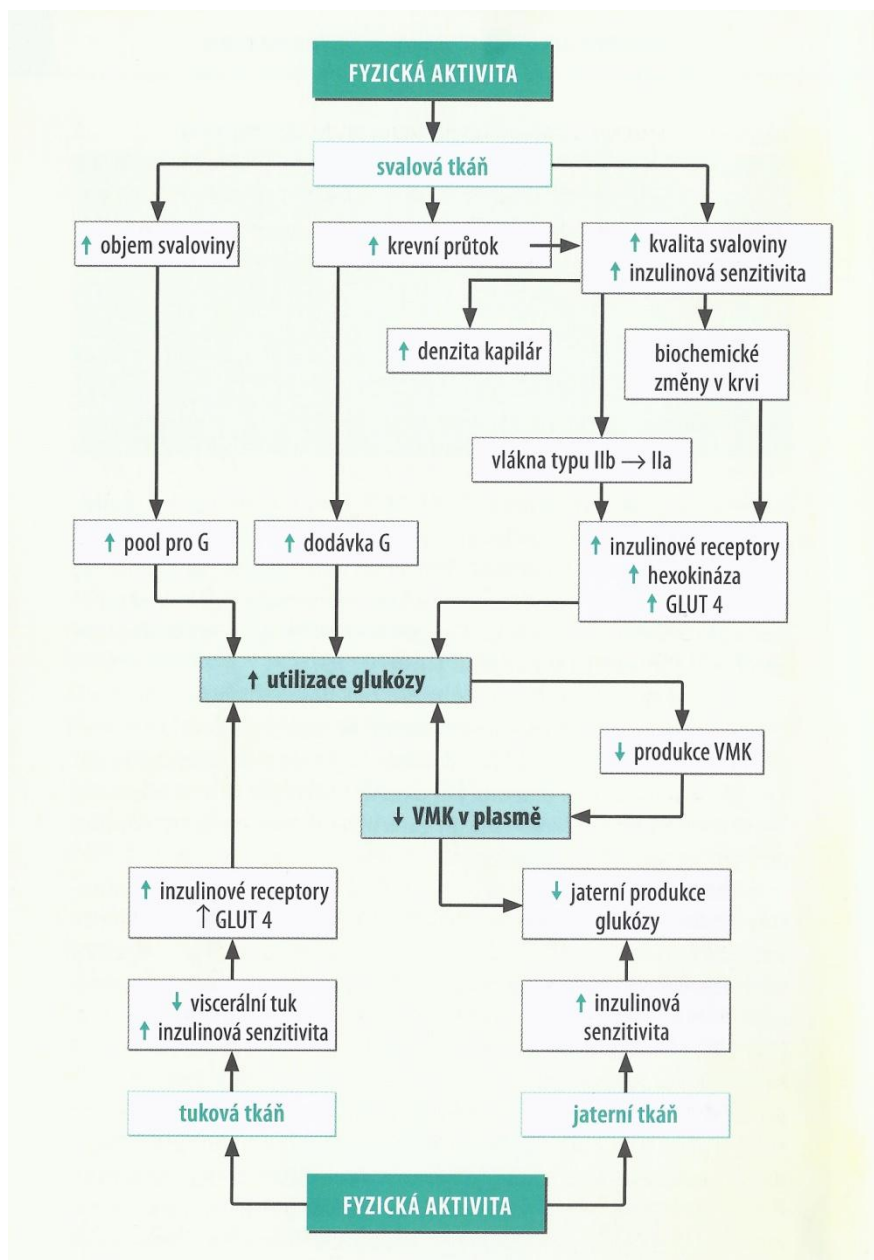 FYZICKÁ AKTIVITA
svalová tkáň
↑ objem svaloviny
↑ krevní průtok
↑ kvalita svaloviny
↑ inzulinová senzitivita
↑ denzita kapilár
biochemické
změny v krvi
vlákna typu IIb → IIa
↑ pool pro G
↑ dodávka G
↑ inzulinové receptory
↑ hexokináza
↑ GLUT 4
↑ utilizace glukózy
↓ produkce VMK
↓ VMK v plasmě
↑ inzulinové receptory
↑ GLUT 4
↓ jaterní produkce
glukózy
↓ viscerální tuk
↑ inzulinová senzitivita
↑ inzulinová
senzitivita
tuková tkáň
jaterní tkáň
FYZICKÁ AKTIVITA